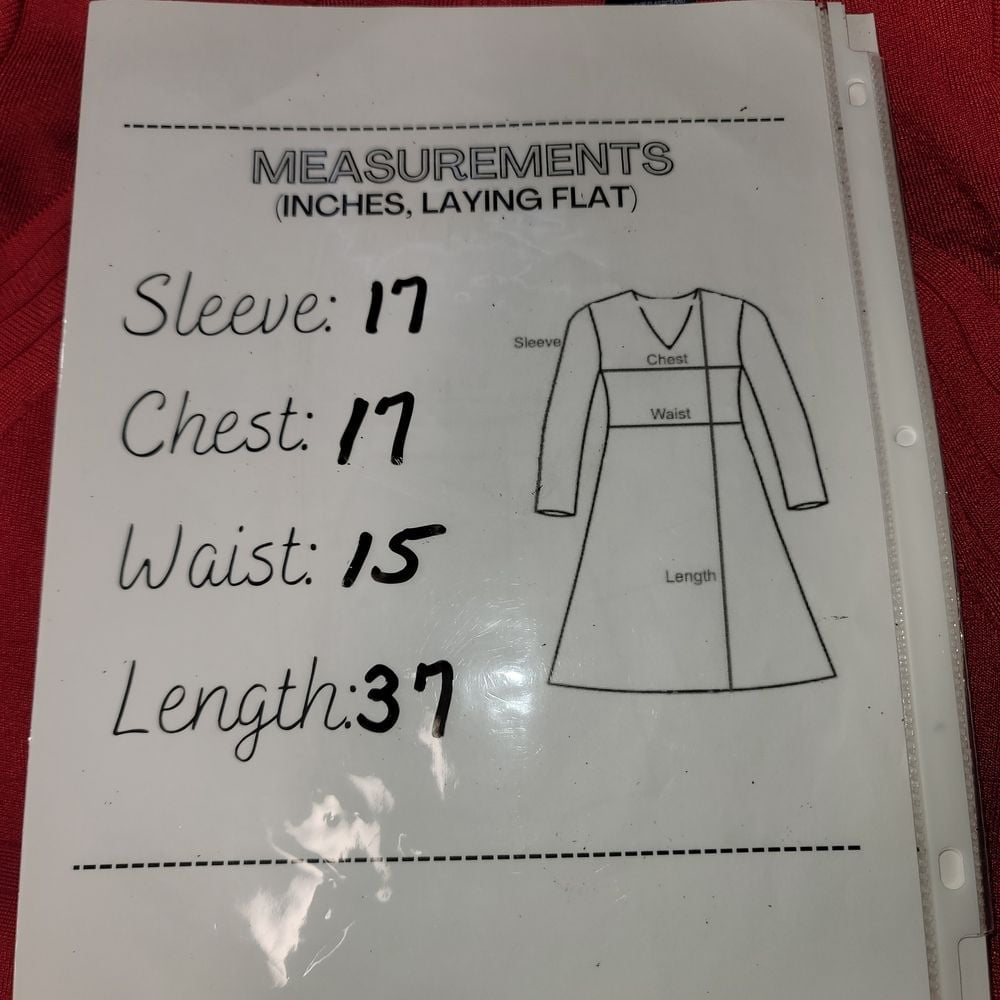 MEASUREMENTS
(INCHES, LAYING FLAT)
Sleeve: 17
Chest: 17
Waist: 15
Length: 37
Sleeve
Chest
Waist
Length